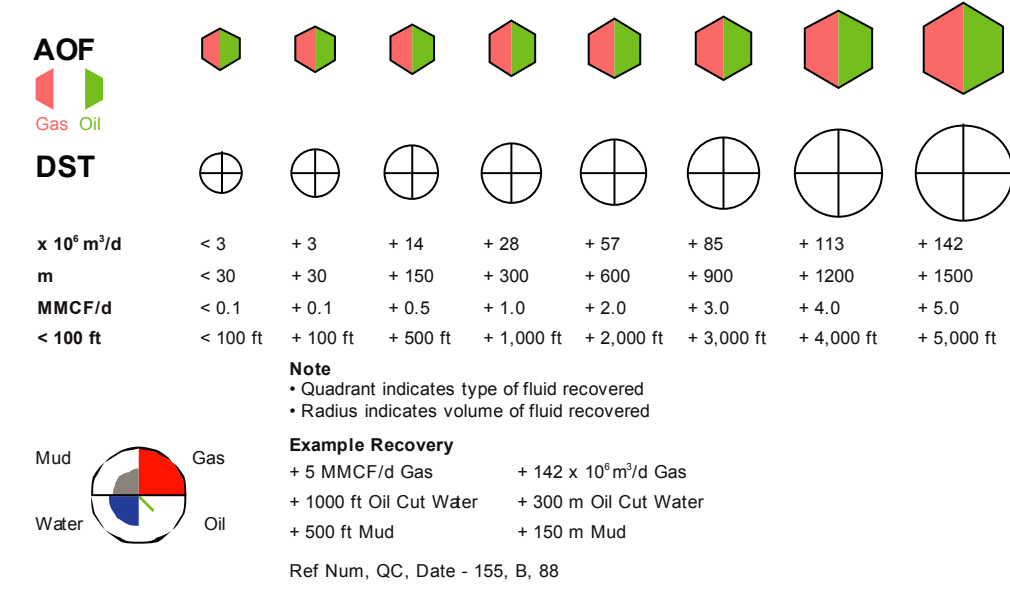 AOF
Gas Oil
DST
x 10⁶ m³/d < 3 + 3 + 14 + 28 + 57 + 85 + 113 + 142
m < 30 + 30 + 150 + 300 + 600 + 900 + 1200 + 1500
MMCF/d < 0.1 + 0.1 + 0.5 + 1.0 + 2.0 + 3.0 + 4.0 + 5.0
< 100 ft < 100 ft + 100 ft + 500 ft + 1,000 ft + 2,000 ft + 3,000 ft + 4,000 ft + 5,000 ft
Note
• Quadrant indicates type of fluid recovered
• Radius indicates volume of fluid recovered
Mud Gas
Water Oil
Example Recovery
+ 5 MMCF/d Gas + 142 x 10⁶ m³/d Gas
+ 1000 ft Oil Cut Water + 300 m Oil Cut Water
+ 500 ft Mud + 150 m Mud
Ref Num, QC, Date - 155, B, 88